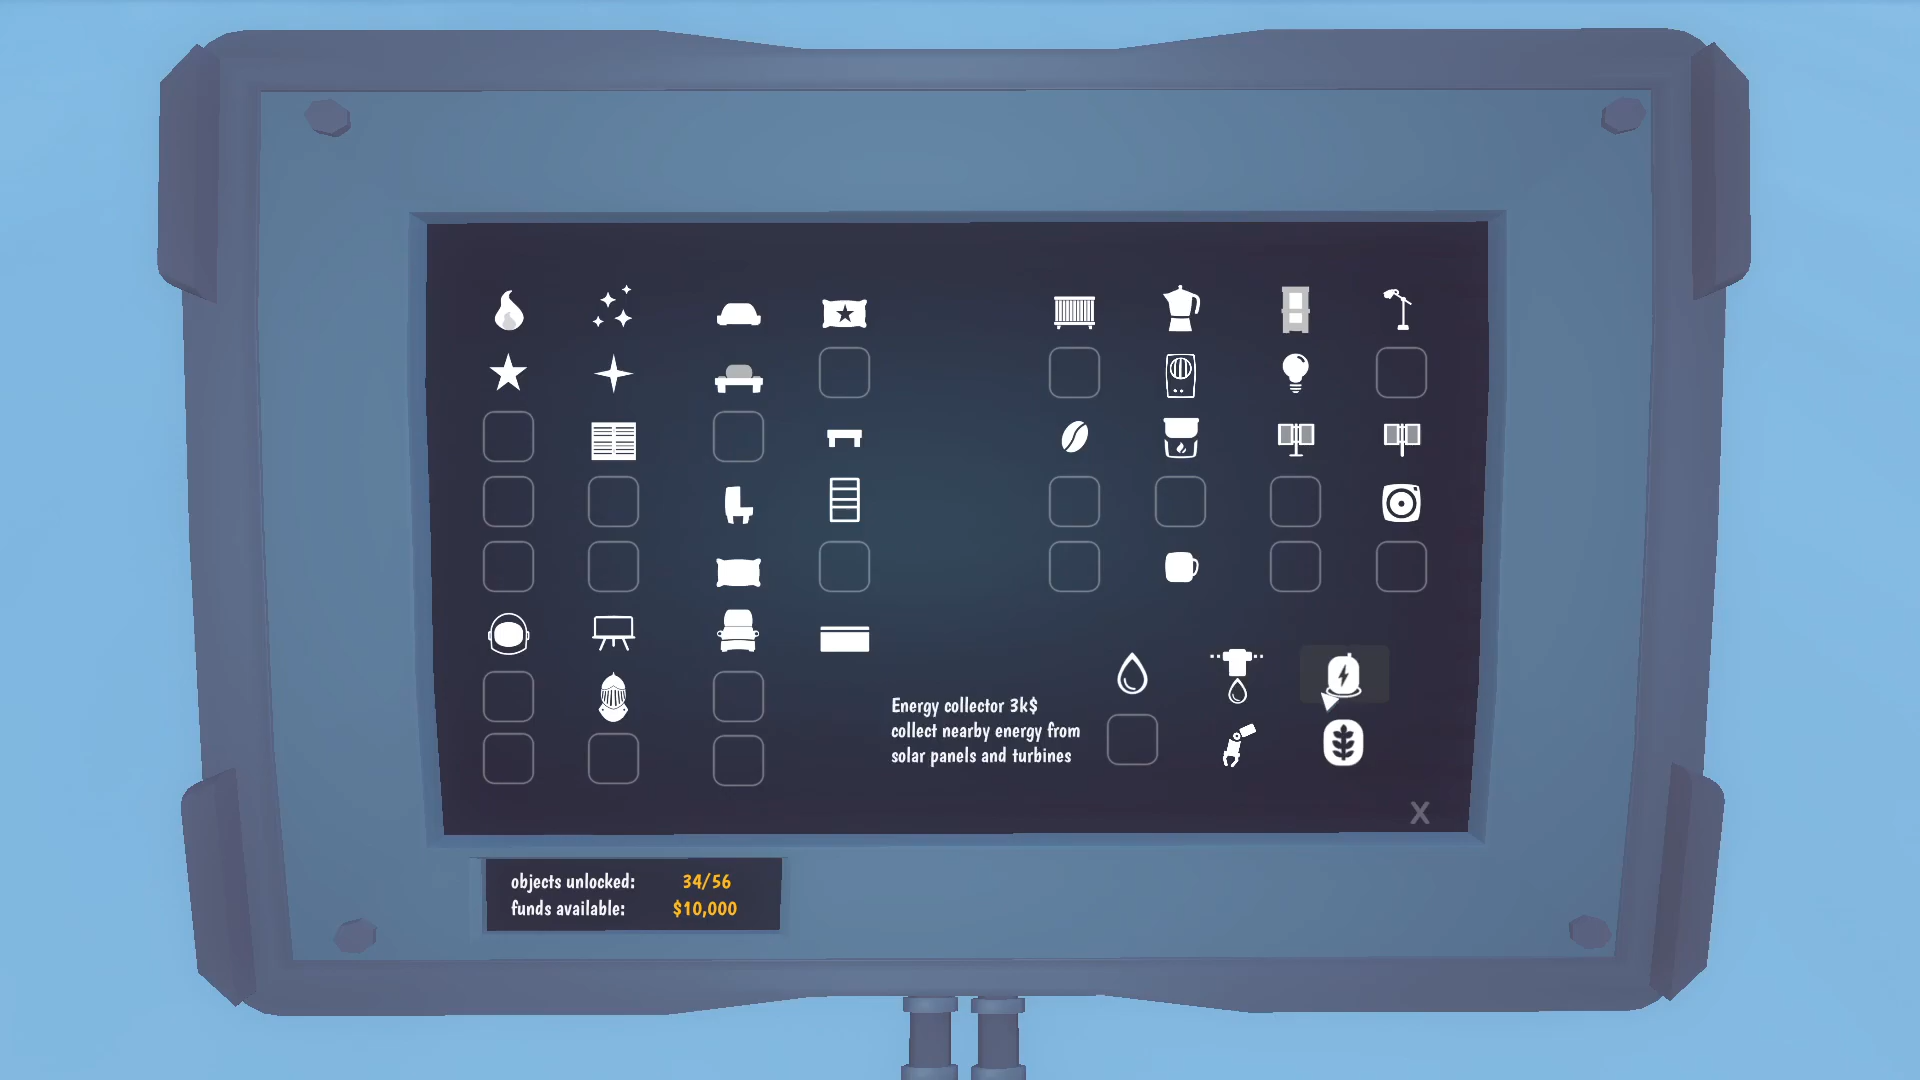 Energy collector 3k$
collect nearby energy from
solar panels and turbines
X
objects unlocked: 34/56
funds available: $10,000